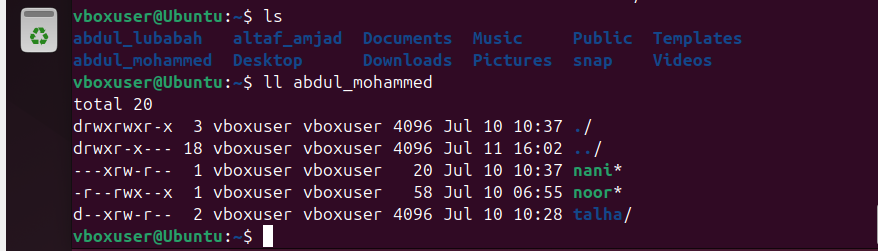 vboxuser@Ubuntu:~$ ls
abdul_lubabah   altaf_amjad  Documents  Music     Public  Templates
abdul_mohammed  Desktop      Downloads  Pictures  snap    Videos
vboxuser@Ubuntu:~$ ll abdul_mohammed
total 20
drwxrwxr-x  3 vboxuser vboxuser 4096 Jul 10 10:37 ./
drwxr-x--- 18 vboxuser vboxuser 4096 Jul 11 16:02 ../
---xrw-r--  1 vboxuser vboxuser   20 Jul 10 10:37 nani*
-r--rwx--x  1 vboxuser vboxuser   58 Jul 10 06:55 noor*
d--xrw-r--  2 vboxuser vboxuser 4096 Jul 10 10:28 talha/
vboxuser@Ubuntu:~$